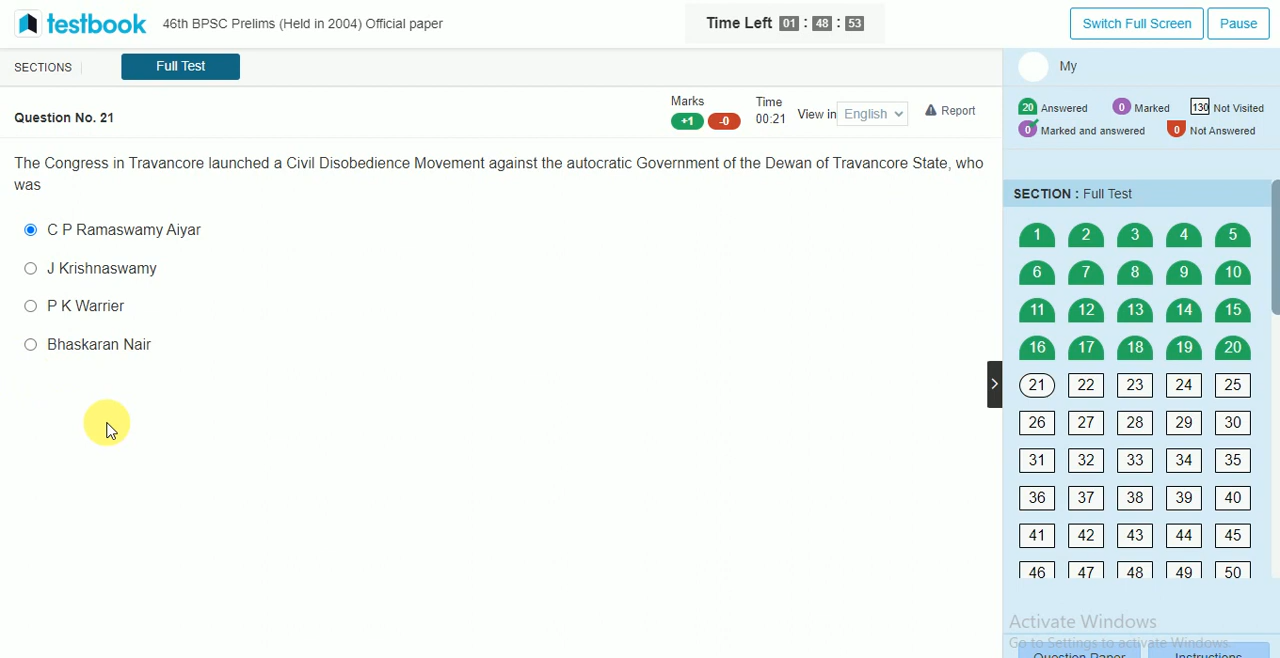 testbook 46th BPSC Prelims (Held in 2004) Official paper Time Left 01 : 48 : 53 Switch Full Screen Pause
SECTIONS Full Test My
Question No. 21 Marks +1 -0 Time 00:21 View in English Report
20 Answered 0 Marked 130 Not Visited
0 Marked and answered 0 Not Answered
The Congress in Travancore launched a Civil Disobedience Movement against the autocratic Government of the Dewan of Travancore State, who
was
C P Ramaswamy Aiyar
J Krishnaswamy
P K Warrier
Bhaskaran Nair
SECTION : Full Test
1 2 3 4 5
6 7 8 9 10
11 12 13 14 15
16 17 18 19 20
21 22 23 24 25
26 27 28 29 30
31 32 33 34 35
36 37 38 39 40
41 42 43 44 45
46 47 48 49 50
Activate Windows
Go to Settings to activate Windows.
Question Paper Instructions